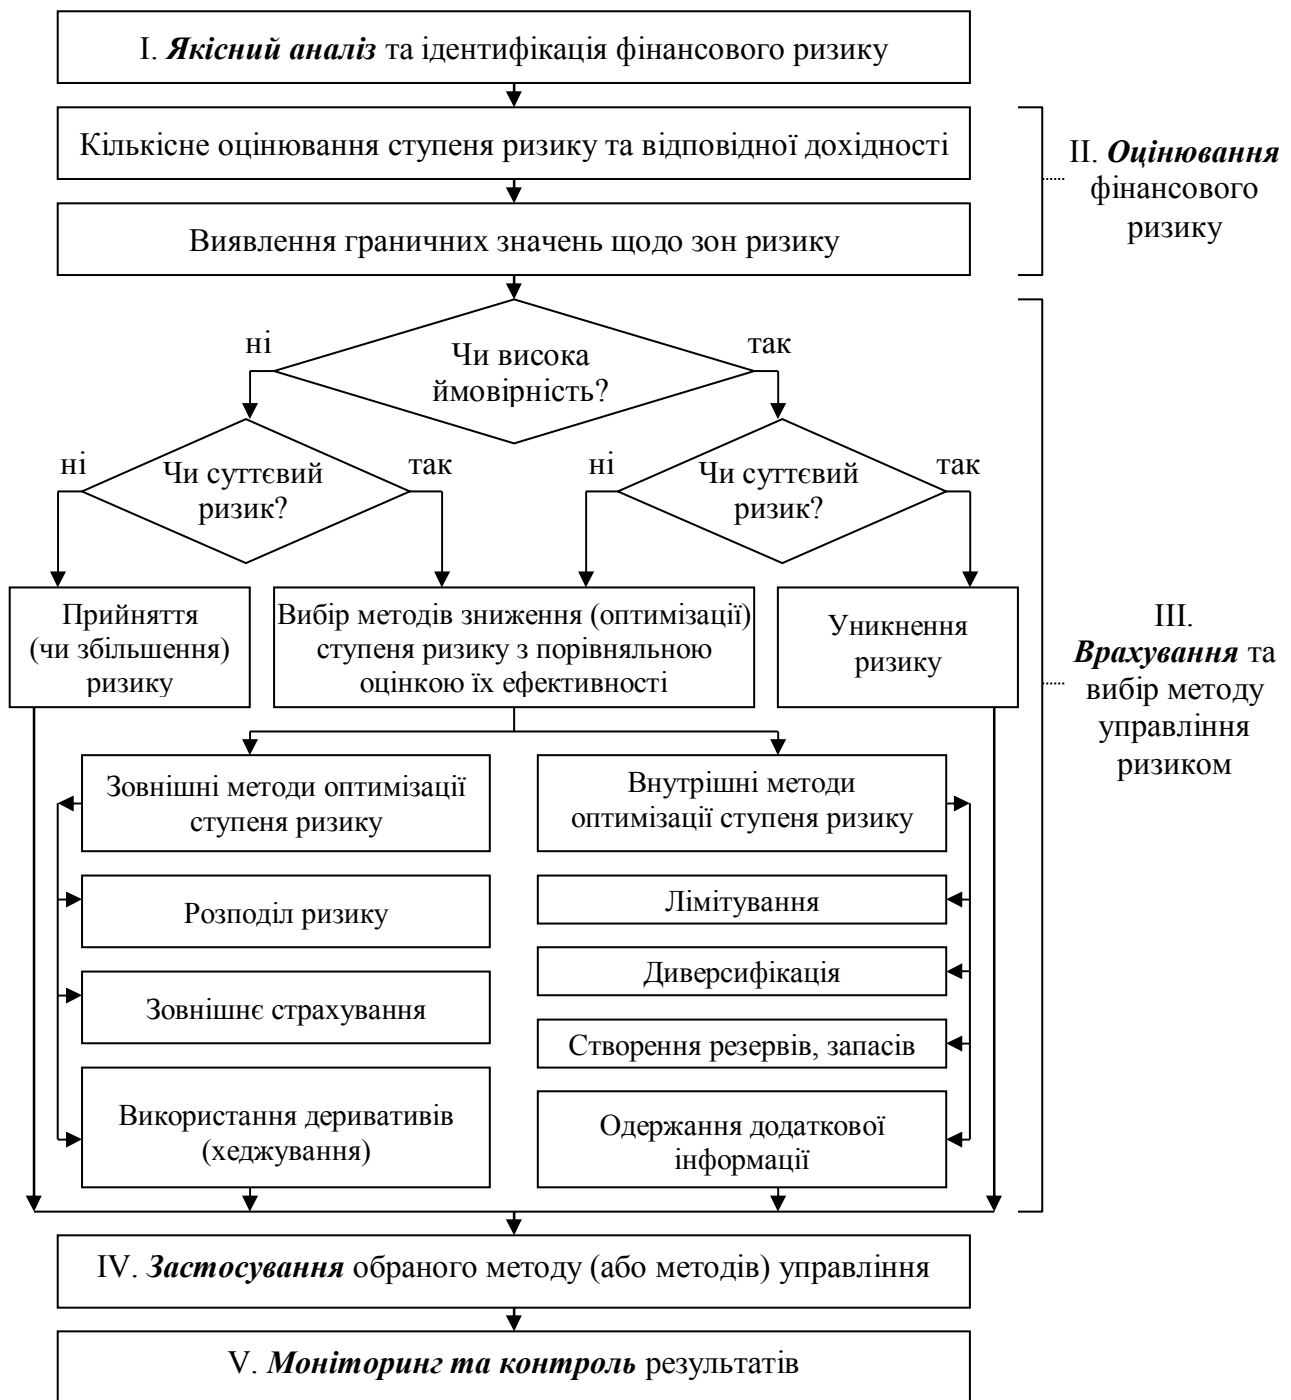 I. Якісний аналіз та ідентифікація фінансового ризику
Кількісне оцінювання ступеня ризику та відповідної дохідності
Виявлення граничних значень щодо зон ризику
II. Оцінювання
фінансового
ризику
ні
так
Чи висока
ймовірність?
ні
так
Чи суттєвий
ризик?
ні
так
Чи суттєвий
ризик?
Прийняття
(чи збільшення)
ризику
Вибір методів зниження (оптимізації)
ступеня ризику з порівняльною
оцінкою їх ефективності
Уникнення
ризику
III.
Врахування та
вибір методу
управління
ризиком
Зовнішні методи оптимізації
ступеня ризику
Розподіл ризику
Зовнішнє страхування
Використання деривативів
(хеджування)
Внутрішні методи
оптимізації ступеня ризику
Лімітування
Диверсифікація
Створення резервів, запасів
Одержання додаткової
інформації
IV. Застосування обраного методу (або методів) управління
V. Моніторинг та контроль результатів